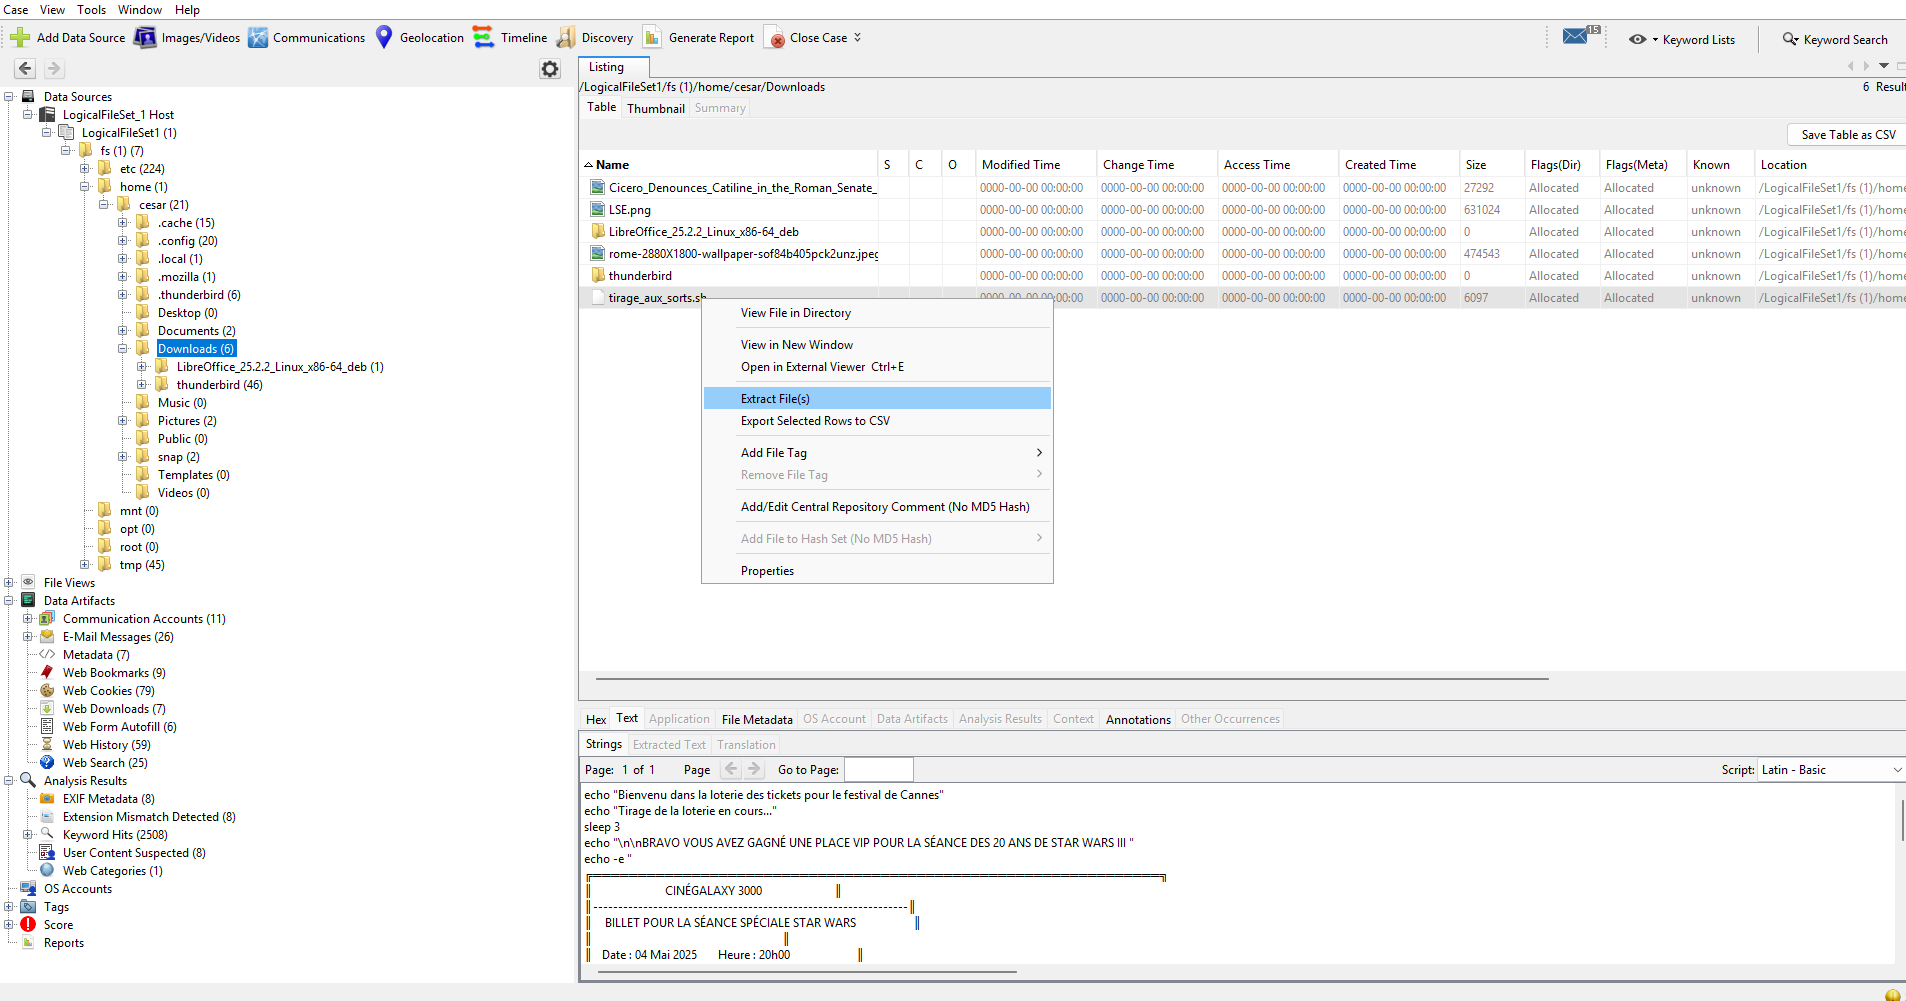 Case View Tools Window Help
Add Data Source Images/Videos Communications Geolocation Timeline Discovery Generate Report Close Case 15 Keyword Lists Keyword Search
Data Sources
LogicalFileSet_1 Host
LogicalFileSet1 (1)
fs (1) (7)
etc (224)
home (1)
cesar (21)
.cache (15)
.config (20)
.local (1)
.mozilla (1)
.thunderbird (6)
Desktop (0)
Documents (2)
Downloads (6)
LibreOffice_25.2.2_Linux_x86-64_deb (1)
thunderbird (46)
Music (0)
Pictures (2)
Public (0)
snap (2)
Templates (0)
Videos (0)
mnt (0)
opt (0)
root (0)
tmp (45)
File Views
Data Artifacts
Communication Accounts (11)
E-Mail Messages (26)
Metadata (7)
Web Bookmarks (9)
Web Cookies (79)
Web Downloads (7)
Web Form Autofill (6)
Web History (59)
Web Search (25)
Analysis Results
EXIF Metadata (8)
Extension Mismatch Detected (8)
Keyword Hits (2508)
User Content Suspected (8)
Web Categories (1)
OS Accounts
Tags
Score
Reports
Listing
/LogicalFileSet1/fs (1)/home/cesar/Downloads
6 Result
Table Thumbnail Summary
Save Table as CSV
Name S C O Modified Time Change Time Access Time Created Time Size Flags(Dir) Flags(Meta) Known Location
Cicero_Denounces_Catiline_in_the_Roman_Senate_ 0000-00-00 00:00:00 0000-00-00 00:00:00 0000-00-00 00:00:00 0000-00-00 00:00:00 27292 Allocated Allocated unknown /LogicalFileSet1/fs (1)/home
LSE.png 0000-00-00 00:00:00 0000-00-00 00:00:00 0000-00-00 00:00:00 0000-00-00 00:00:00 631024 Allocated Allocated unknown /LogicalFileSet1/fs (1)/home
LibreOffice_25.2.2_Linux_x86-64_deb 0000-00-00 00:00:00 0000-00-00 00:00:00 0000-00-00 00:00:00 0000-00-00 00:00:00 0 Allocated Allocated unknown /LogicalFileSet1/fs (1)/home
rome-2880X1800-wallpaper-sof84b405pck2unz.jpeg 0000-00-00 00:00:00 0000-00-00 00:00:00 0000-00-00 00:00:00 0000-00-00 00:00:00 474543 Allocated Allocated unknown /LogicalFileSet1/fs (1)/home
thunderbird 0000-00-00 00:00:00 0000-00-00 00:00:00 0000-00-00 00:00:00 0000-00-00 00:00:00 0 Allocated Allocated unknown /LogicalFileSet1/fs (1)/home
tirage_aux_sorts.sh 0000-00-00 00:00:00 0000-00-00 00:00:00 0000-00-00 00:00:00 0000-00-00 00:00:00 6097 Allocated Allocated unknown /LogicalFileSet1/fs (1)/home
View File in Directory
View in New Window
Open in External Viewer Ctrl+E
Extract File(s)
Export Selected Rows to CSV
Add File Tag
Remove File Tag
Add/Edit Central Repository Comment (No MD5 Hash)
Add File to Hash Set (No MD5 Hash)
Properties
Hex Text Application File Metadata OS Account Data Artifacts Analysis Results Context Annotations Other Occurrences
Strings Extracted Text Translation
Page: 1 of 1 Page Go to Page: Script: Latin - Basic
echo "Bienvenu dans la loterie des tickets pour le festival de Cannes"
echo "Tirage de la loterie en cours..."
sleep 3
echo "\n\nBRAVO VOUS AVEZ GAGNÉ UNE PLACE VIP POUR LA SÉANCE DES 20 ANS DE STAR WARS III "
echo -e "
CINÉGALAXY 3000
BILLET POUR LA SÉANCE SPÉCIALE STAR WARS
Date : 04 Mai 2025 Heure : 20h00